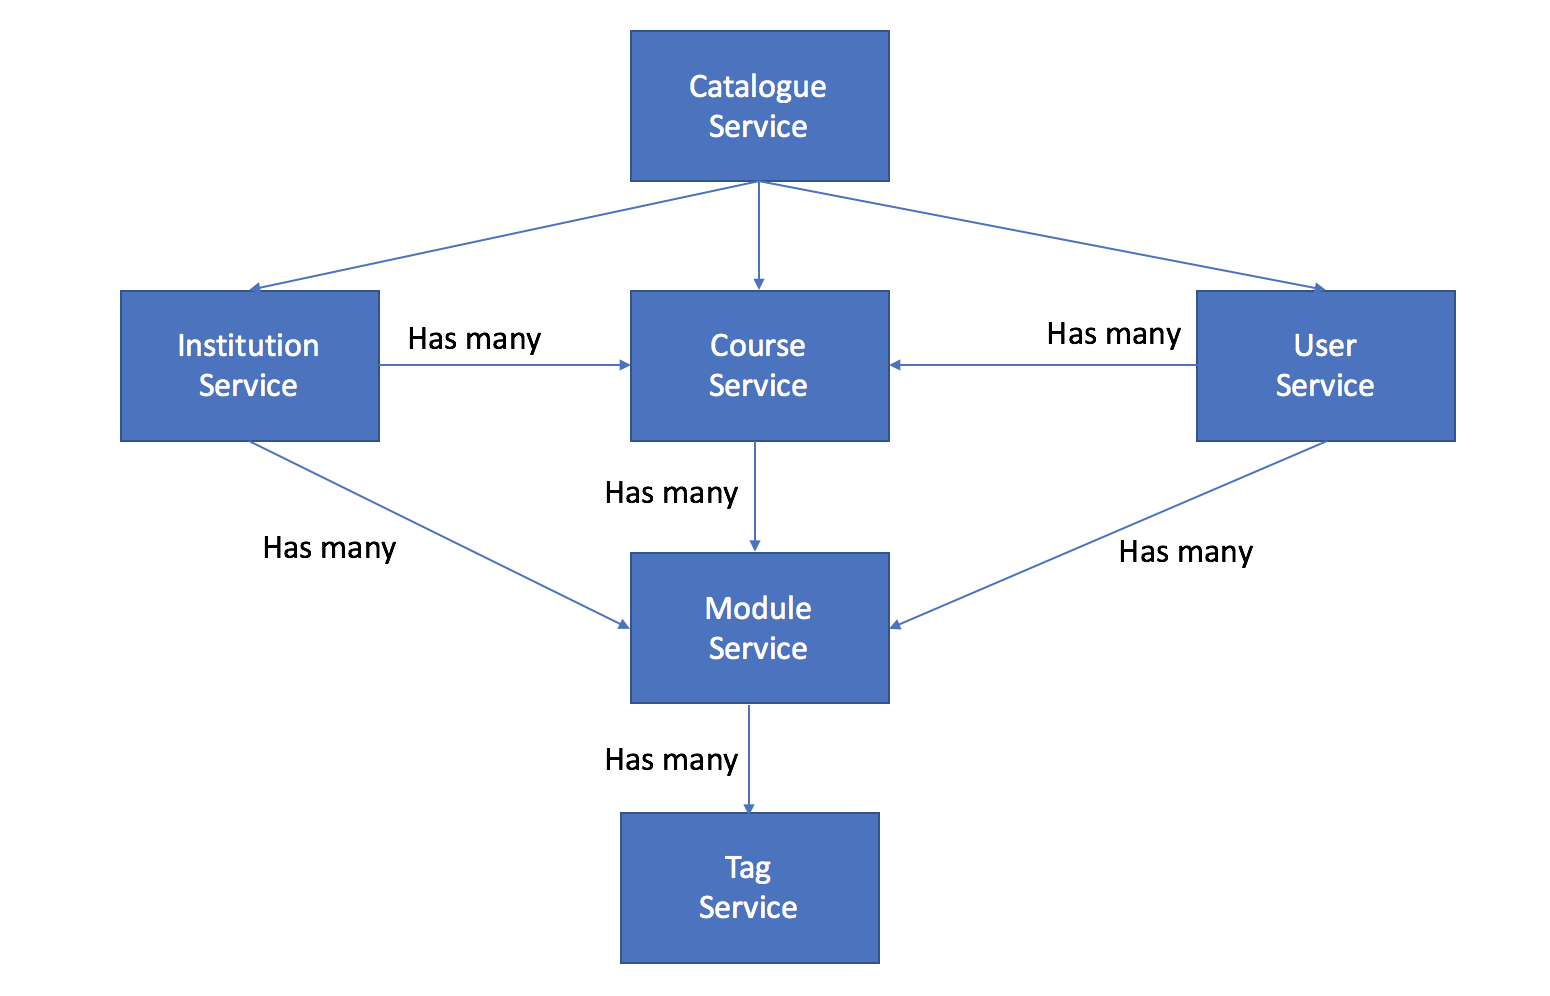 Catalogue
Service
Institution
Service
Has many
Course
Service
Has many
User
Service
Has many
Has many
Has many
Module
Service
Has many
Tag
Service